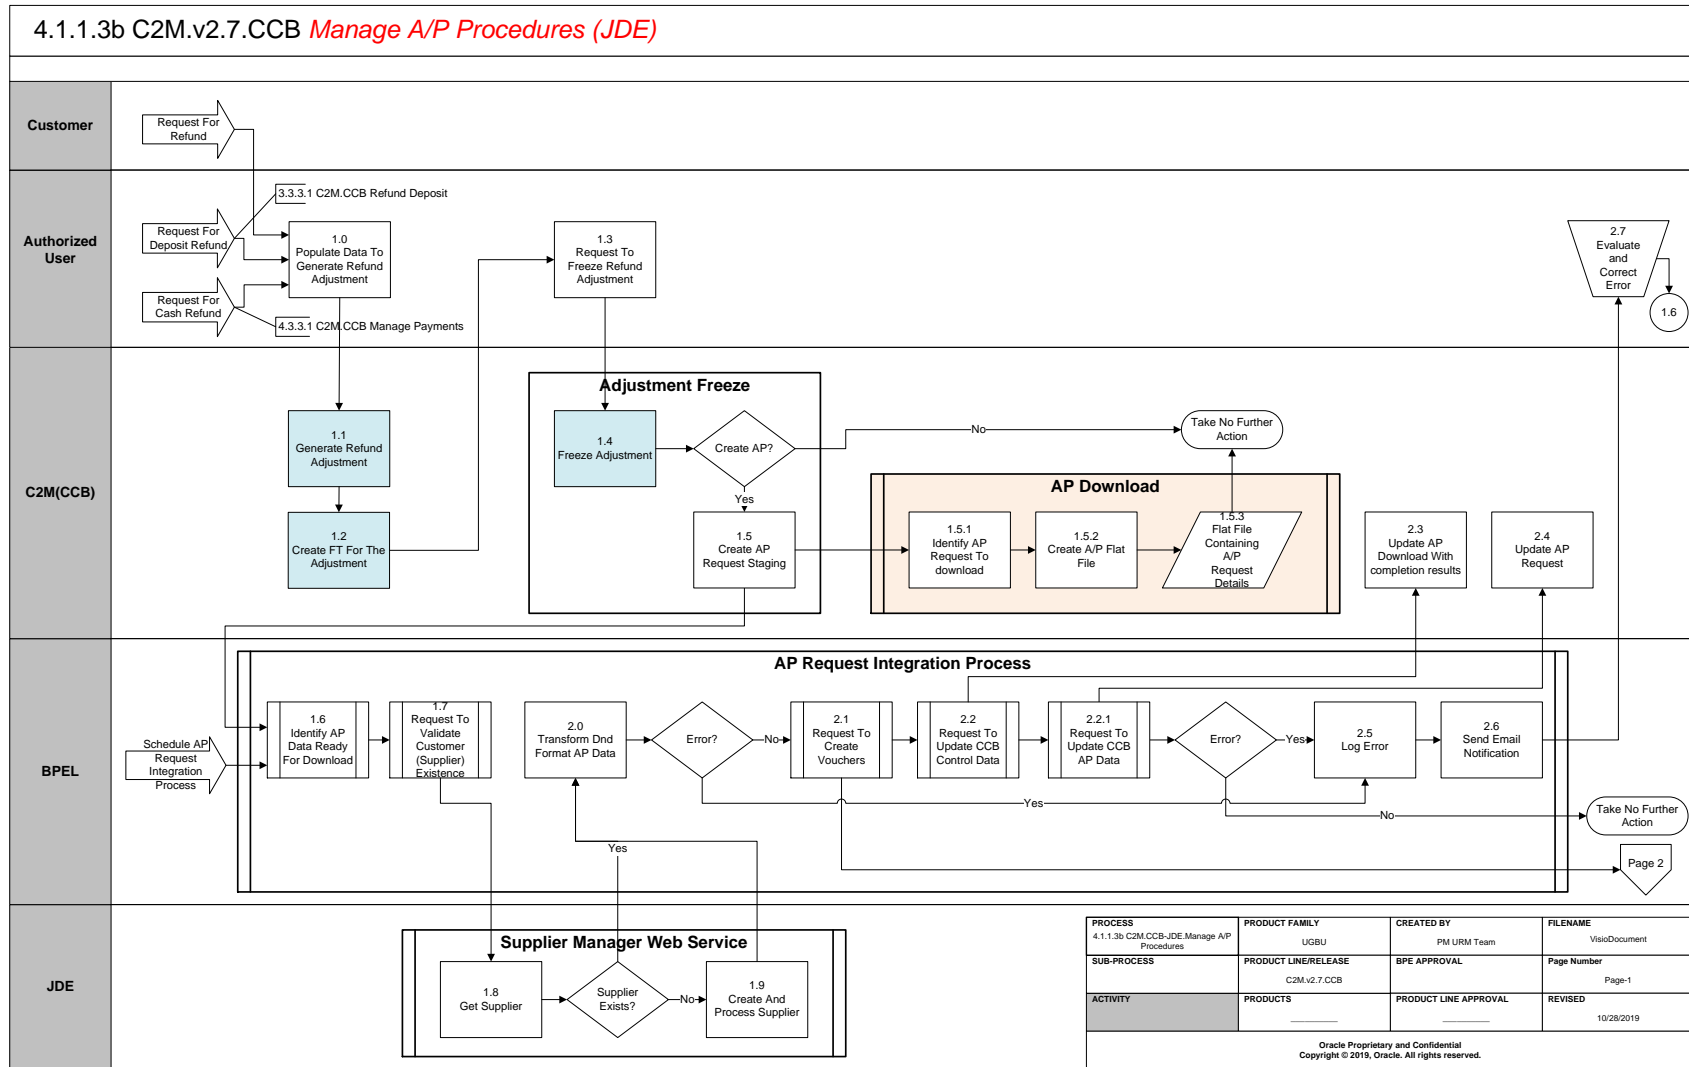 4.1.1.3b C2M.v2.7.CCB Manage A/P Procedures (JDE)
Customer
Request For
Refund
Authorized
User
3.3.3.1 C2M.CCB Refund Deposit
Request For
Deposit Refund
Request For
Cash Refund
4.3.3.1 C2M.CCB Manage Payments
1.0
Populate Data To
Generate Refund
Adjustment
1.3
Request To
Freeze Refund
Adjustment
2.7
Evaluate
and
Correct
Error
1.6
C2M(CCB)
1.1
Generate Refund
Adjustment
1.2
Create FT For The
Adjustment
Adjustment Freeze
1.4
Freeze Adjustment
Create AP?
No
Yes
Take No Further
Action
1.5
Create AP
Request Staging
AP Download
1.5.1
Identify AP
Request To
download
1.5.2
Create A/P Flat
File
1.5.3
Flat File
Containing
A/P
Request
Details
2.3
Update AP
Download With
completion results
2.4
Update AP
Request
BPEL
Schedule AP
Request
Integration
Process
AP Request Integration Process
1.6
Identify AP
Data Ready
For Download
1.7
Request To
Validate
Customer
(Supplier)
Existence
2.0
Transform Dnd
Format AP Data
Error?
No
2.1
Request To
Create
Vouchers
2.2
Request To
Update CCB
Control Data
2.2.1
Request To
Update CCB
AP Data
Error?
Yes
2.5
Log Error
2.6
Send Email
Notification
Yes
No
Take No Further
Action
Yes
Page 2
JDE
Supplier Manager Web Service
1.8
Get Supplier
Supplier
Exists?
No
1.9
Create And
Process Supplier
PROCESS
4.1.1.3b C2M.CCB-JDE.Manage A/P
Procedures
PRODUCT FAMILY
UGBU
CREATED BY
PM URM Team
FILENAME
VisioDocument
SUB-PROCESS
PRODUCT LINE/RELEASE
C2M.v2.7.CCB
BPE APPROVAL
Page Number
Page-1
ACTIVITY
PRODUCTS
__________
PRODUCT LINE APPROVAL
__________
REVISED
10/28/2019
Oracle Proprietary and Confidential
Copyright © 2019, Oracle. All rights reserved.